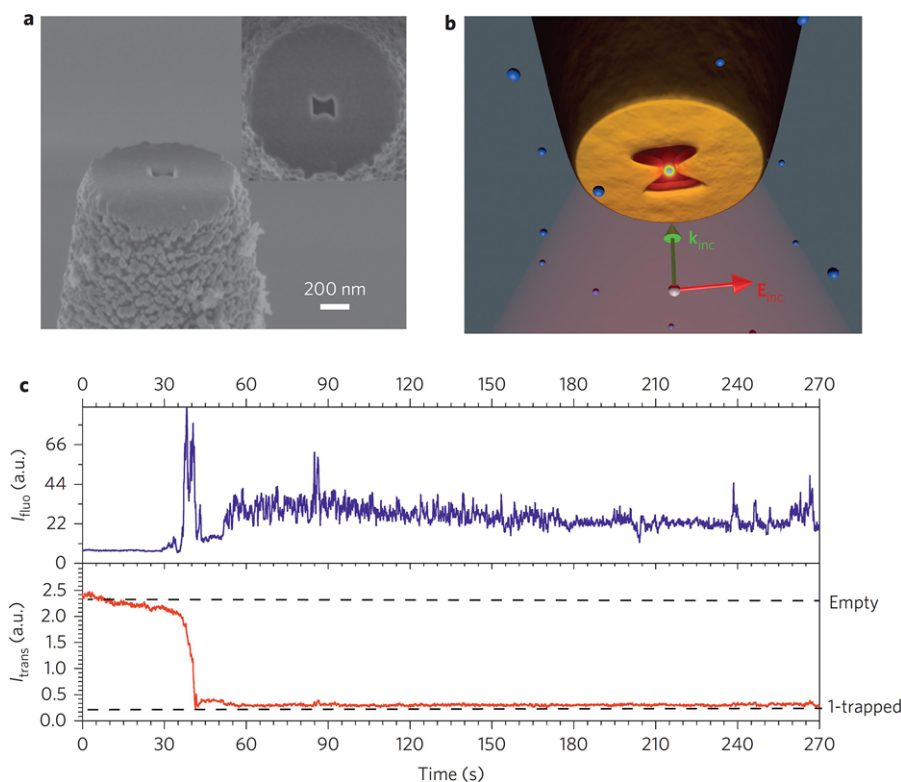 a
200 nm
b
k inc
E inc
c
0 30 60 90 120 150 180 210 240 270
I fluo (a.u.)
66
44
22
0
I trans (a.u.)
2.5
2.0
1.5
1.0
0.5
0.0
Empty
1-trapped
0 30 60 90 120 150 180 210 240 270
Time (s)